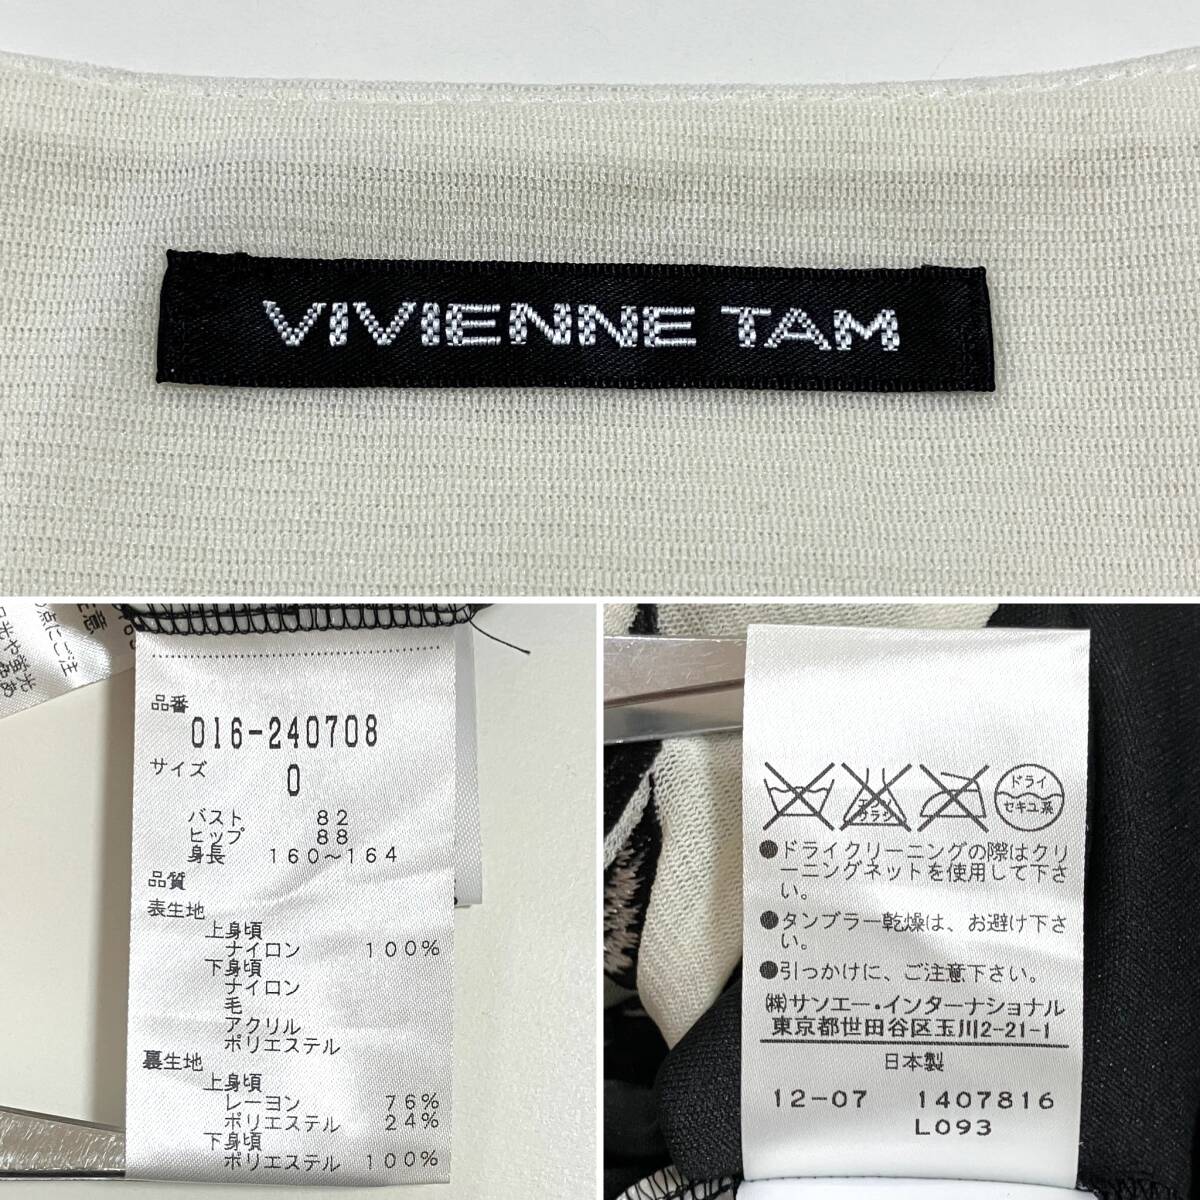 VIVIENNE TAM
品番
016-240708
サイズ
0
バスト 82
ヒップ 88
身長 160～164
品質
表生地
上身頃
ナイロン 100%
下身頃
ナイロン
毛
アクリル
ポリエステル
裏生地
上身頃
レーヨン 76%
ポリエステル 24%
下身頃
ポリエステル 100%
エンソ
サラシ
ドライ
セキユ系
●ドライクリーニングの際はクリ
ーニングネットを使用して下さ
い。
●タンブラー乾燥は、お避け下さ
い。
●引っかけに、ご注意下さい。
㈱サンエー・インターナショナル
東京都世田谷区玉川2-21-1
日本製
12-07 1407816
L093